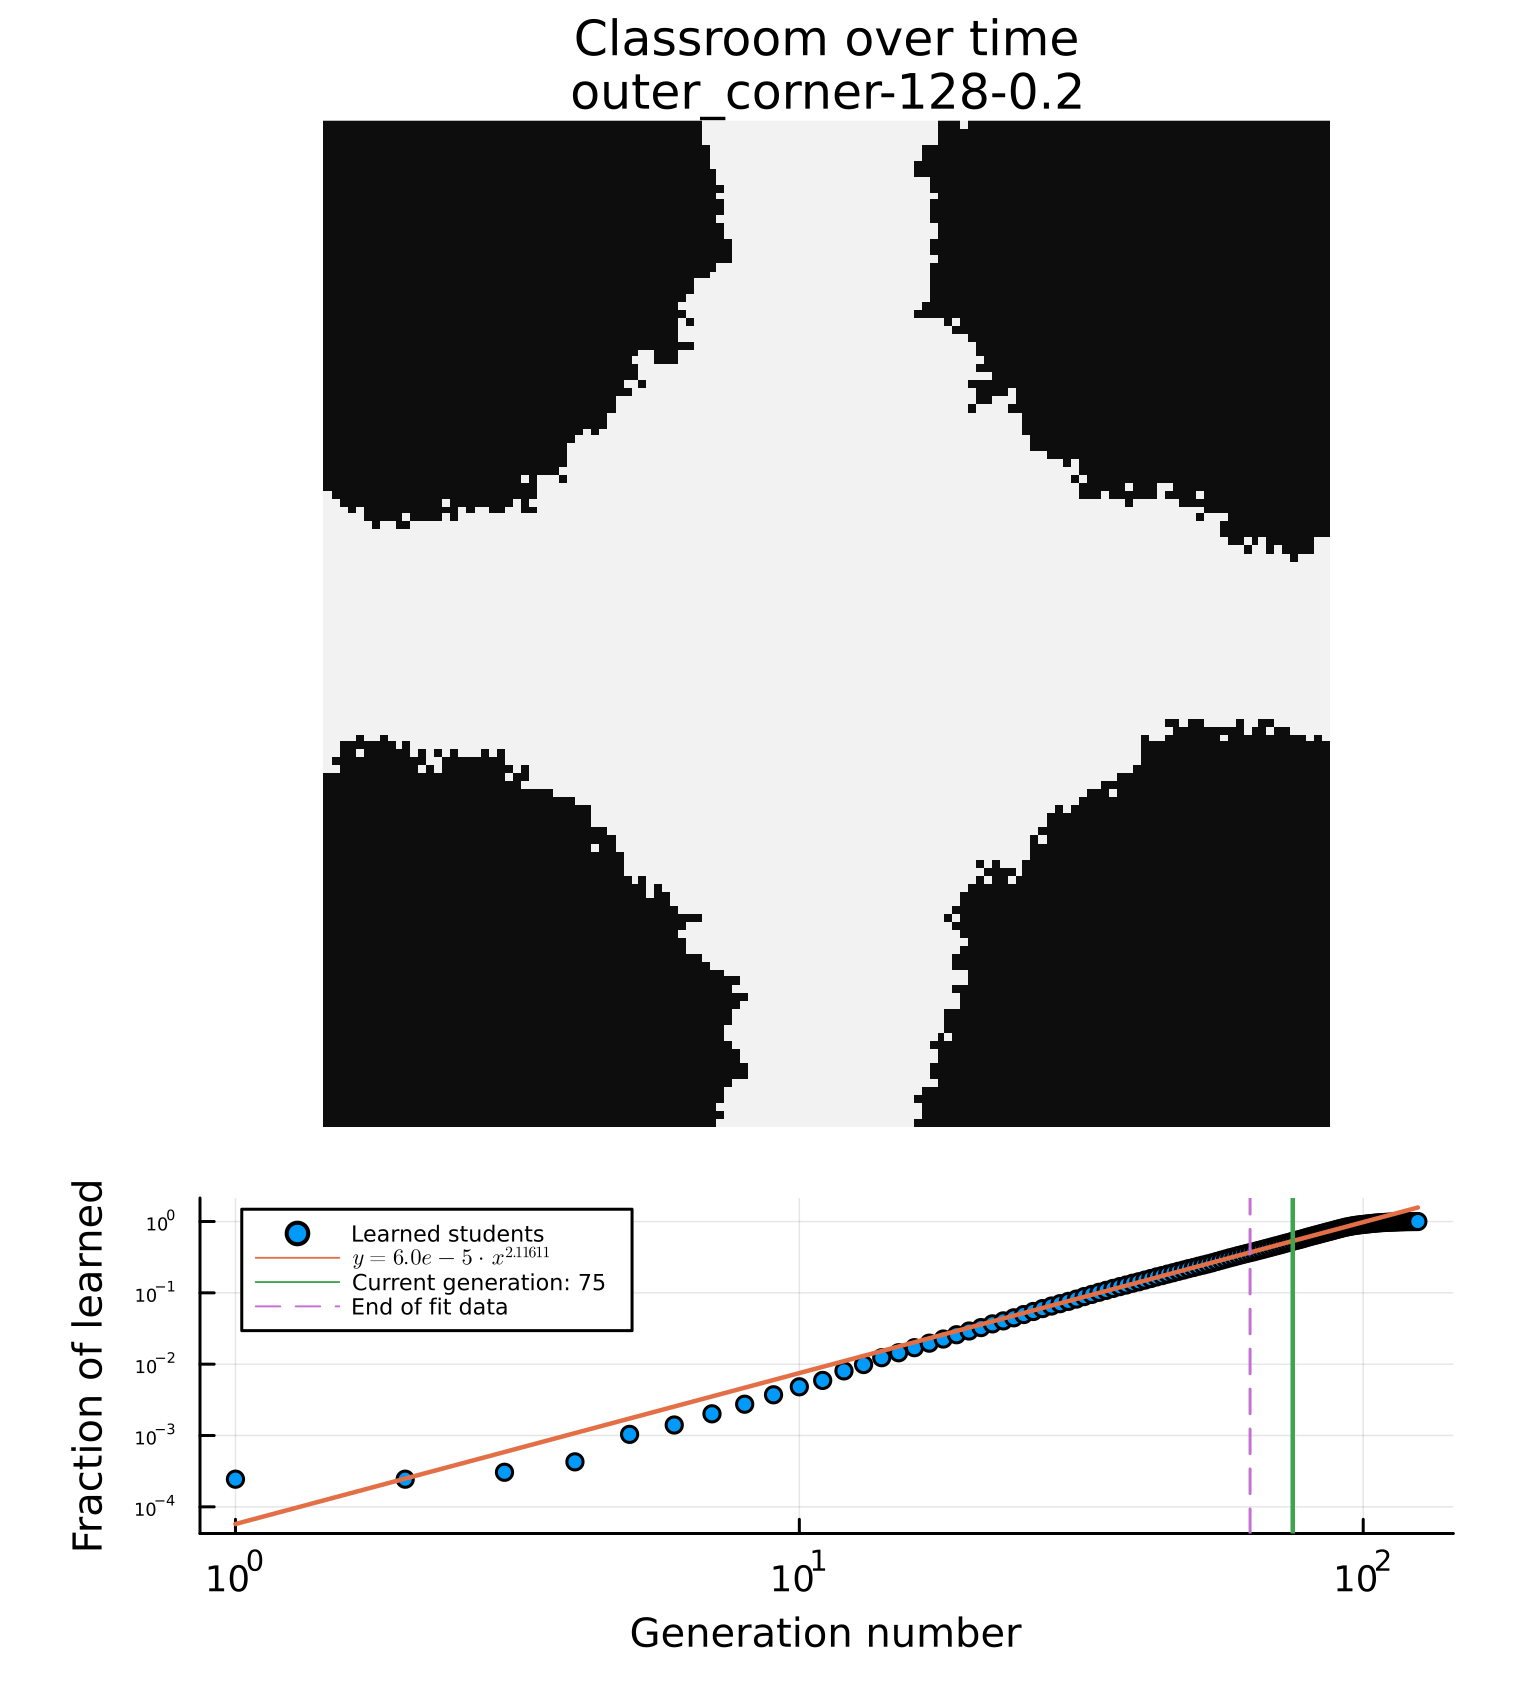 Classroom over time
outer_corner-128-0.2
Fraction of learned
10^0
10^-1
10^-2
10^-3
10^-4
Learned students
y = 6.0e − 5 · x^2.11611
Current generation: 75
End of fit data
10^0 10^1 10^2
Generation number